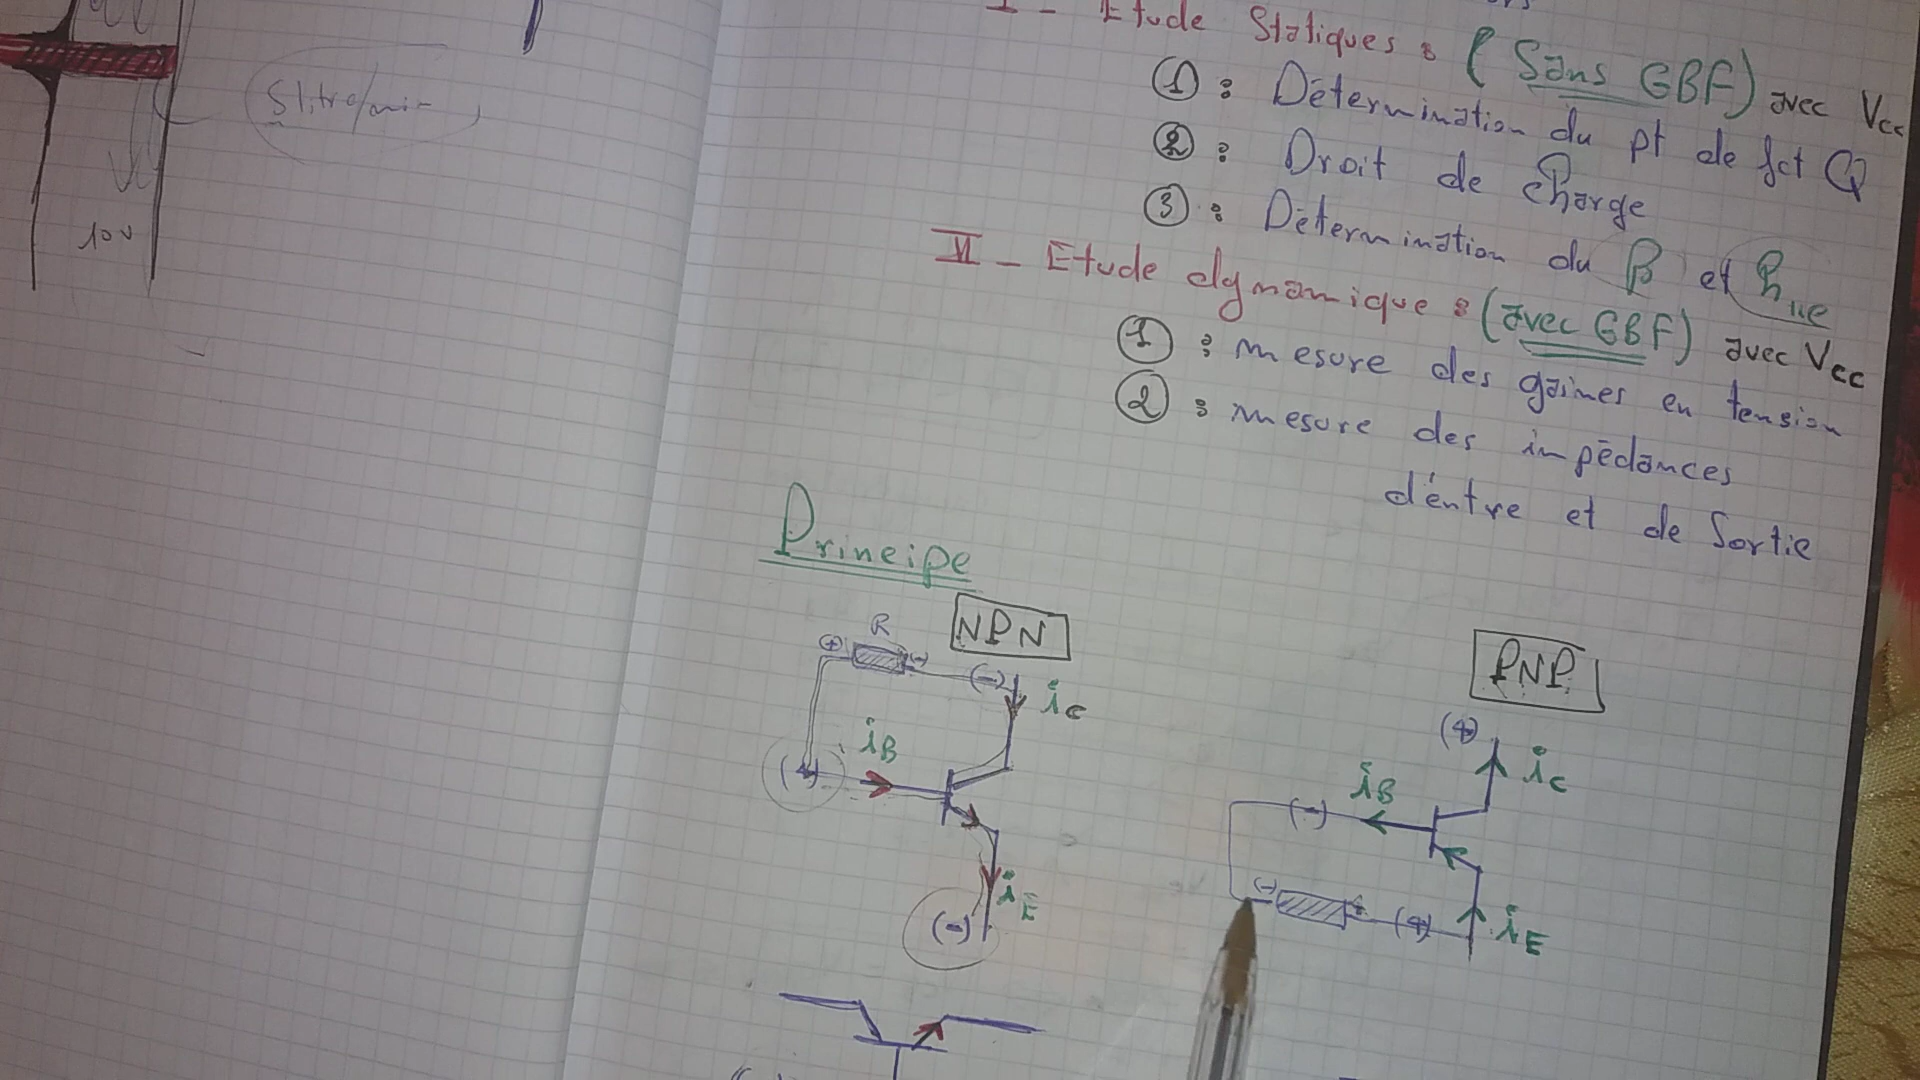 I - Etude Statiques : (Sans GBF) avec Vcc
① : Détermination du pt de fct Q
② : Droit de charge
③ : Détermination du β et h11e
VI - Etude dynamique : (avec GBF) avec Vcc
① : mesure des gaines en tension
② : mesure des impédances
d'entre et de Sortie
Principe
NPN
R
(+)
(-)
(-)
ic
iB
(+)
iE
(-)
PNP
(+)
ic
iB
(-)
(-)
+
(+)
iE
10v